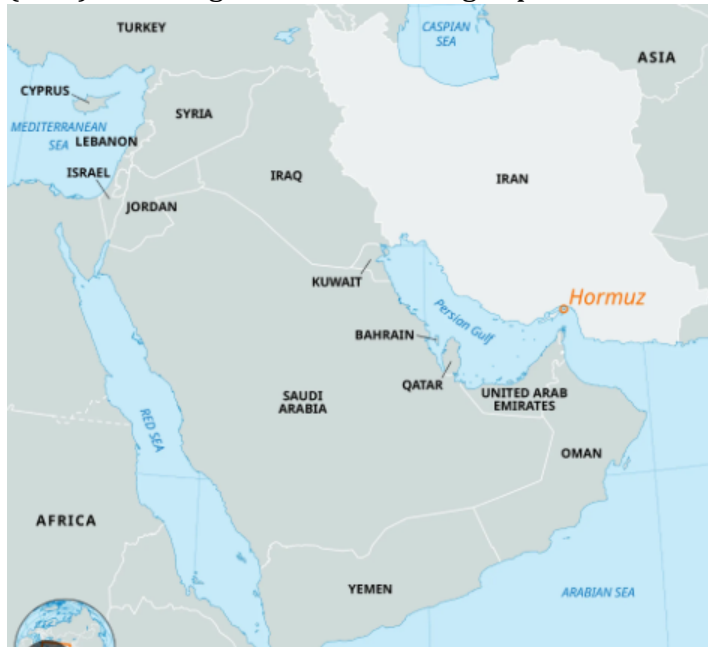 TURKEY
CASPIAN
SEA
ASIA
CYPRUS
SYRIA
MEDITERRANEAN
SEA
LEBANON
ISRAEL
IRAQ
IRAN
JORDAN
KUWAIT
Hormuz
Persian Gulf
BAHRAIN
QATAR
UNITED ARAB
EMIRATES
SAUDI
ARABIA
RED SEA
OMAN
AFRICA
YEMEN
ARABIAN SEA